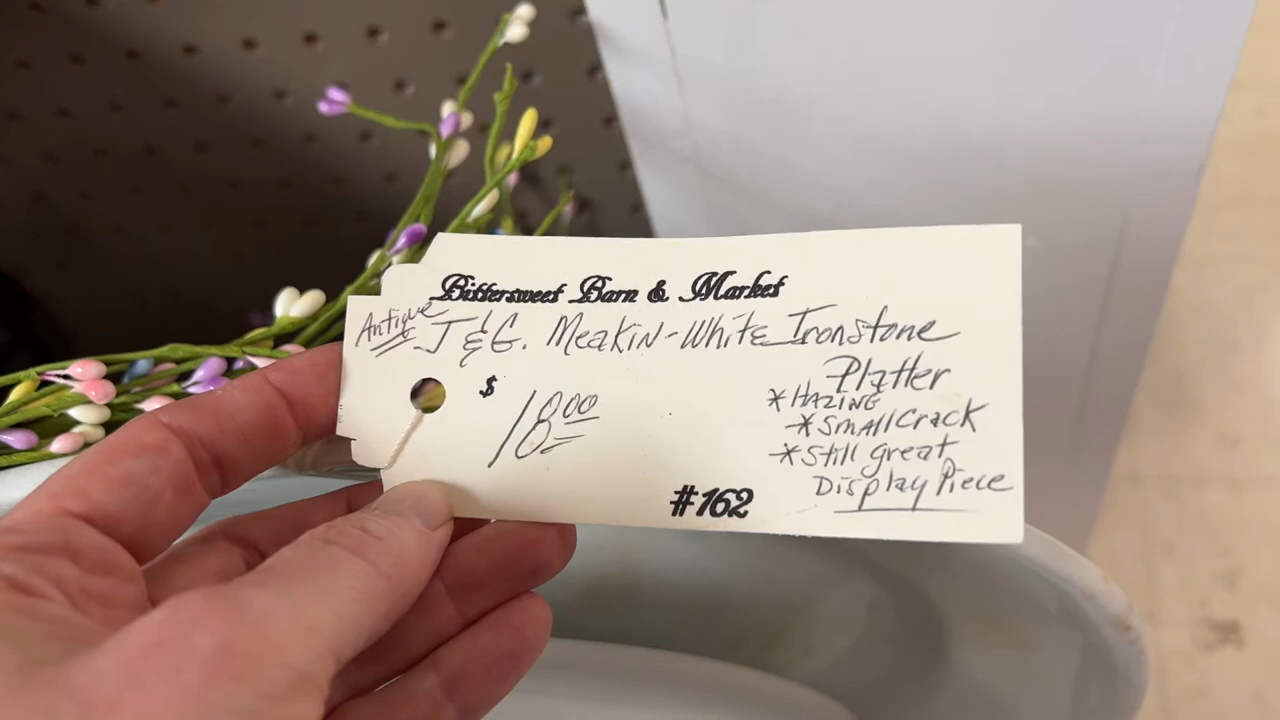 Bittersweet Barn & Market
Antique J & G. Meakin-White Ironstone
Platter
$ 18.00
*Hazing
*Small Crack
*Still great
Display Piece
#162